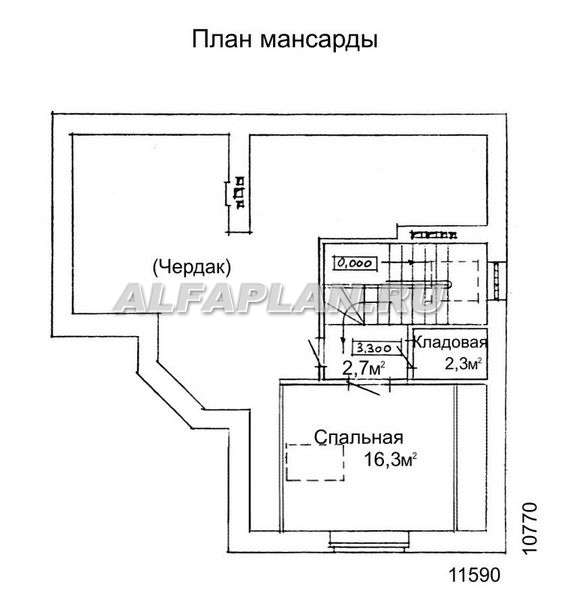 План мансарды
(Чердак)
0,000
ALFAPLAN.RU
3,300
Кладовая
2,7м²
2,3м²
Спальная
16,3м²
10770
11590